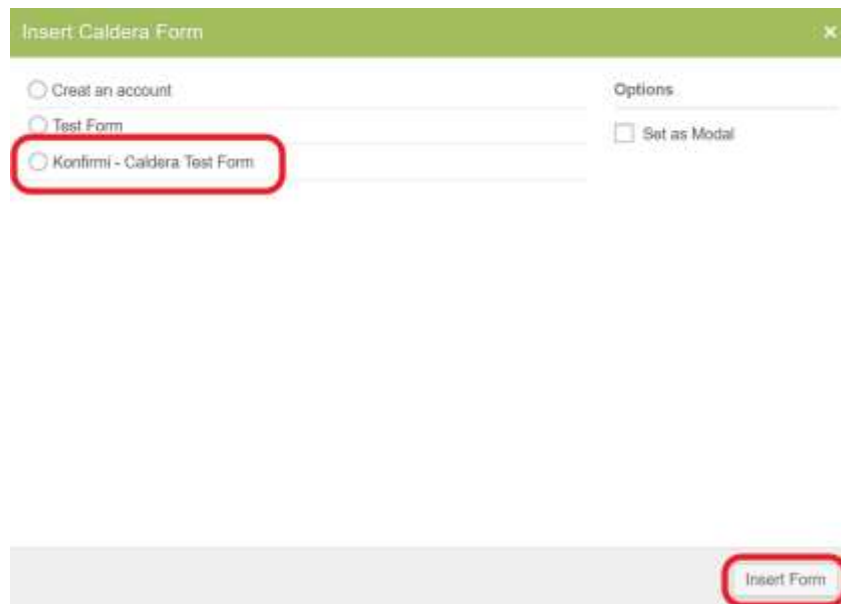 Insert Caldera Form ×
Creat an account
Test Form
Konfirmi - Caldera Test Form
Options
Set as Modal
Insert Form